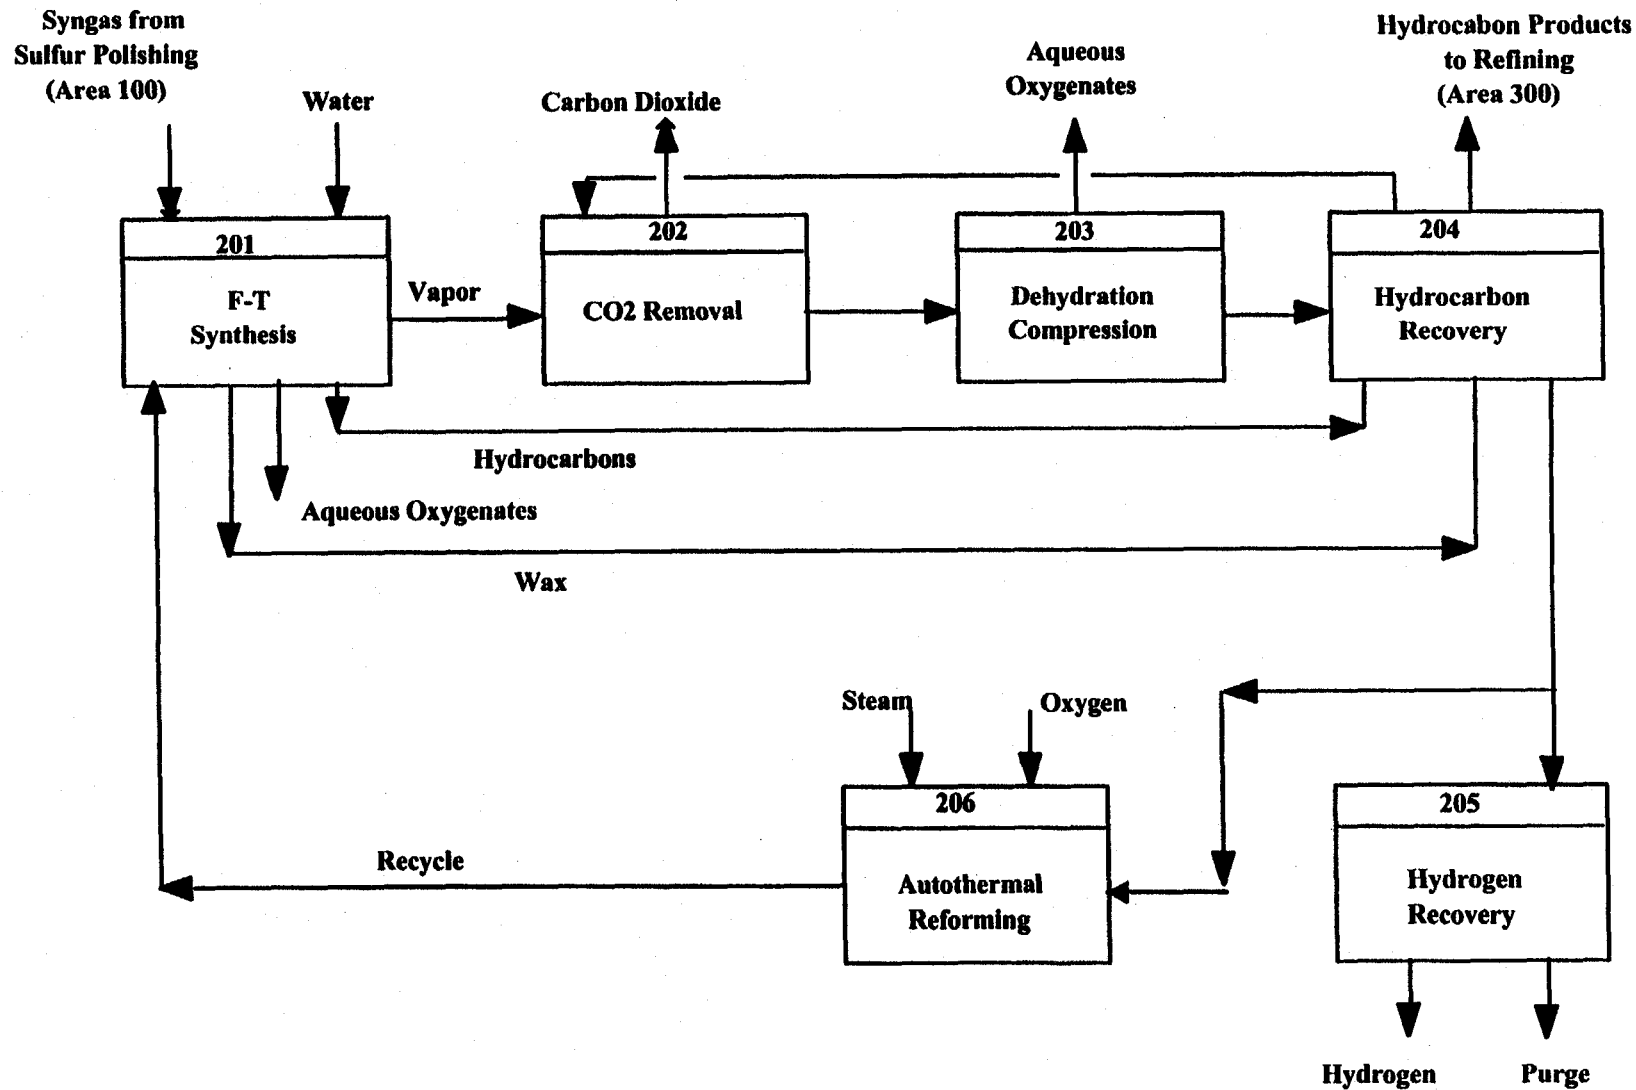 Syngas from
Sulfur Polishing
(Area 100)
Water
Carbon Dioxide
Aqueous
Oxygenates
Hydrocabon Products
to Refining
(Area 300)
201
F-T
Synthesis
Vapor
202
CO2 Removal
203
Dehydration
Compression
204
Hydrocarbon
Recovery
Hydrocarbons
Aqueous Oxygenates
Wax
Steam
Oxygen
206
Autothermal
Reforming
Recycle
205
Hydrogen
Recovery
Hydrogen
Purge